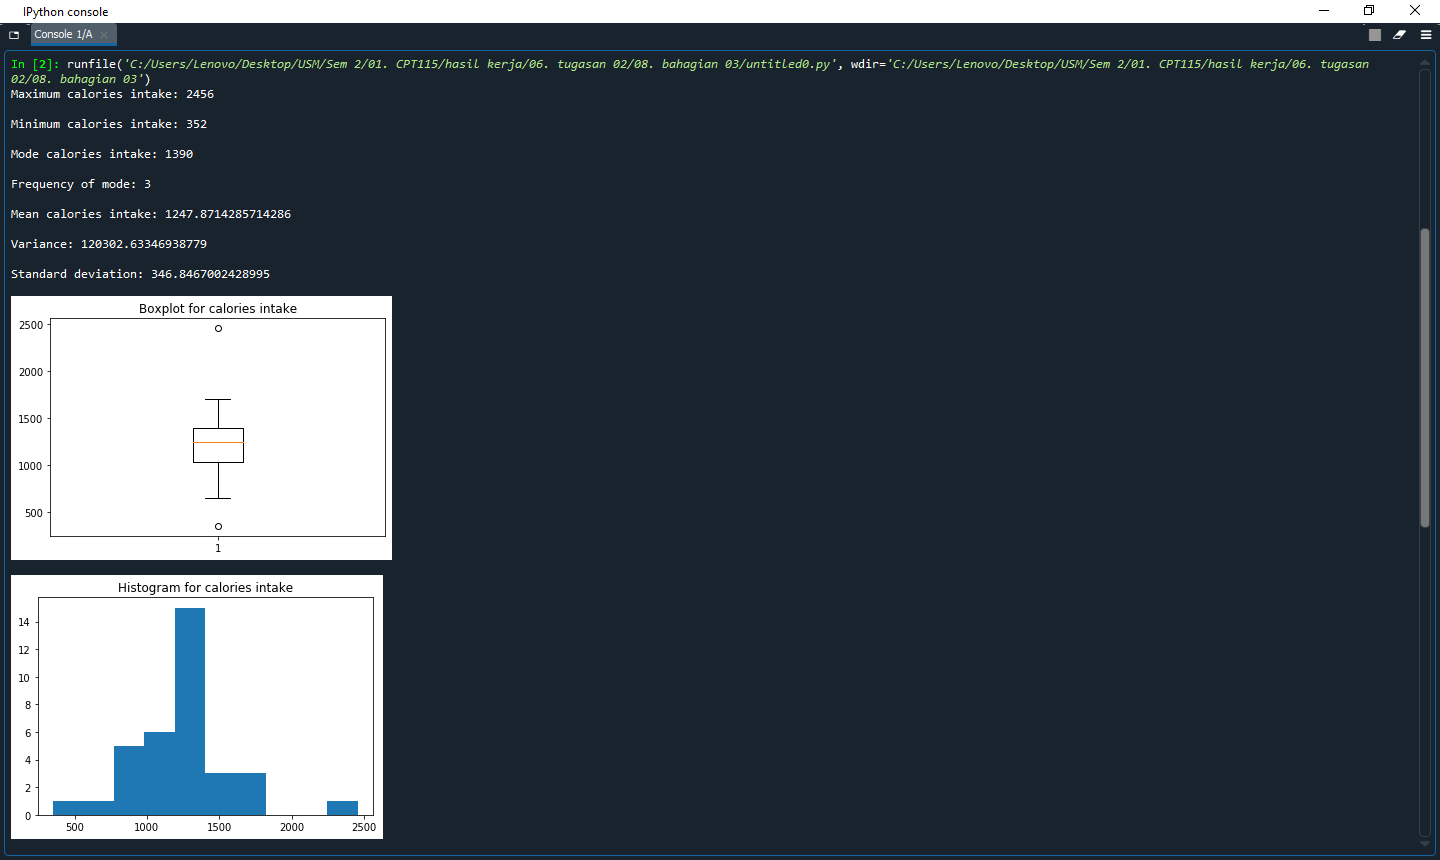 IPython console
Console 1/A
In [2]: runfile('C:/Users/Lenovo/Desktop/USM/Sem 2/01. CPT115/hasil kerja/06. tugasan 02/08. bahagian 03/untitled0.py', wdir='C:/Users/Lenovo/Desktop/USM/Sem 2/01. CPT115/hasil kerja/06. tugasan
02/08. bahagian 03')
Maximum calories intake: 2456
Minimum calories intake: 352
Mode calories intake: 1390
Frequency of mode: 3
Mean calories intake: 1247.8714285714286
Variance: 120302.63346938779
Standard deviation: 346.8467002428995
Boxplot for calories intake
2500
2000
1500
1000
500
1
Histogram for calories intake
14
12
10
8
6
4
2
0
500 1000 1500 2000 2500